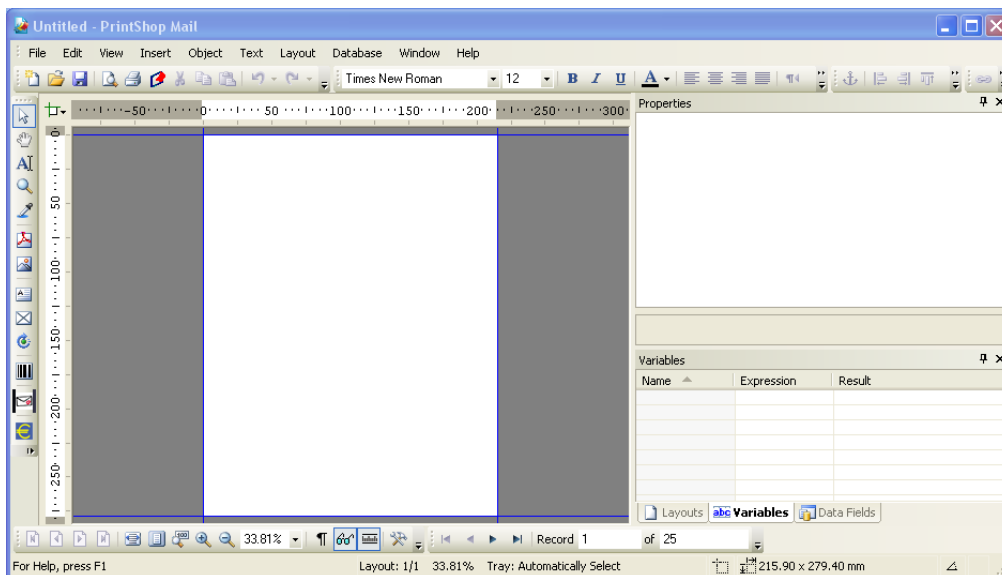 Untitled - PrintShop Mail
File Edit View Insert Object Text Layout Database Window Help
Times New Roman 12 B I U A
-50 0 50 100 150 200 250 300
0
50
100
150
200
250
AI
Properties
Variables
Name Expression Result
Layouts abc Variables Data Fields
33.81% ¶ Record 1 of 25
For Help, press F1 Layout: 1/1 33.81% Tray: Automatically Select 215.90 x 279.40 mm